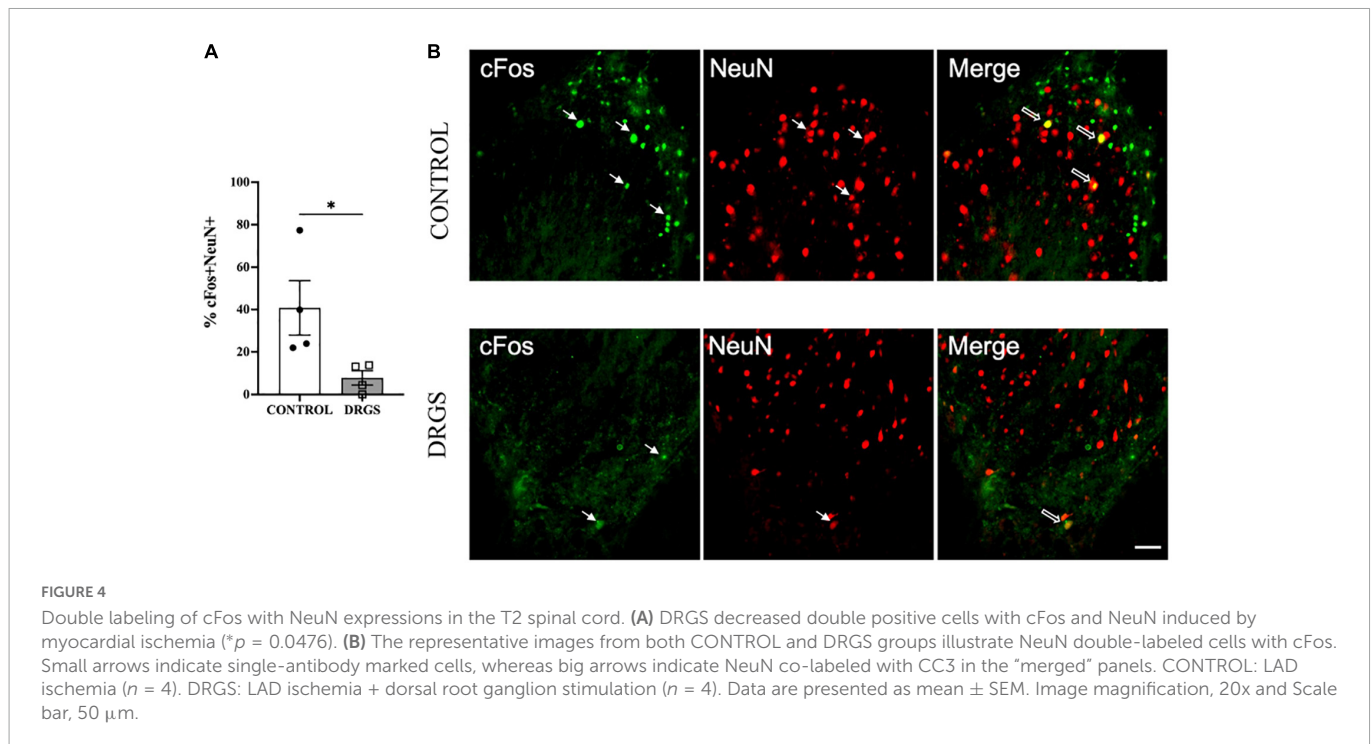 A
B
cFos
NeuN
Merge
CONTROL
% cFos+NeuN+
100
80
60
40
20
0
*
CONTROL
DRGS
cFos
NeuN
Merge
DRGS
FIGURE 4
Double labeling of cFos with NeuN expressions in the T2 spinal cord. (A) DRGS decreased double positive cells with cFos and NeuN induced by
myocardial ischemia (*p = 0.0476). (B) The representative images from both CONTROL and DRGS groups illustrate NeuN double-labeled cells with cFos.
Small arrows indicate single-antibody marked cells, whereas big arrows indicate NeuN co-labeled with CC3 in the “merged” panels. CONTROL: LAD
ischemia (n = 4). DRGS: LAD ischemia + dorsal root ganglion stimulation (n = 4). Data are presented as mean ± SEM. Image magnification, 20x and Scale
bar, 50 μm.